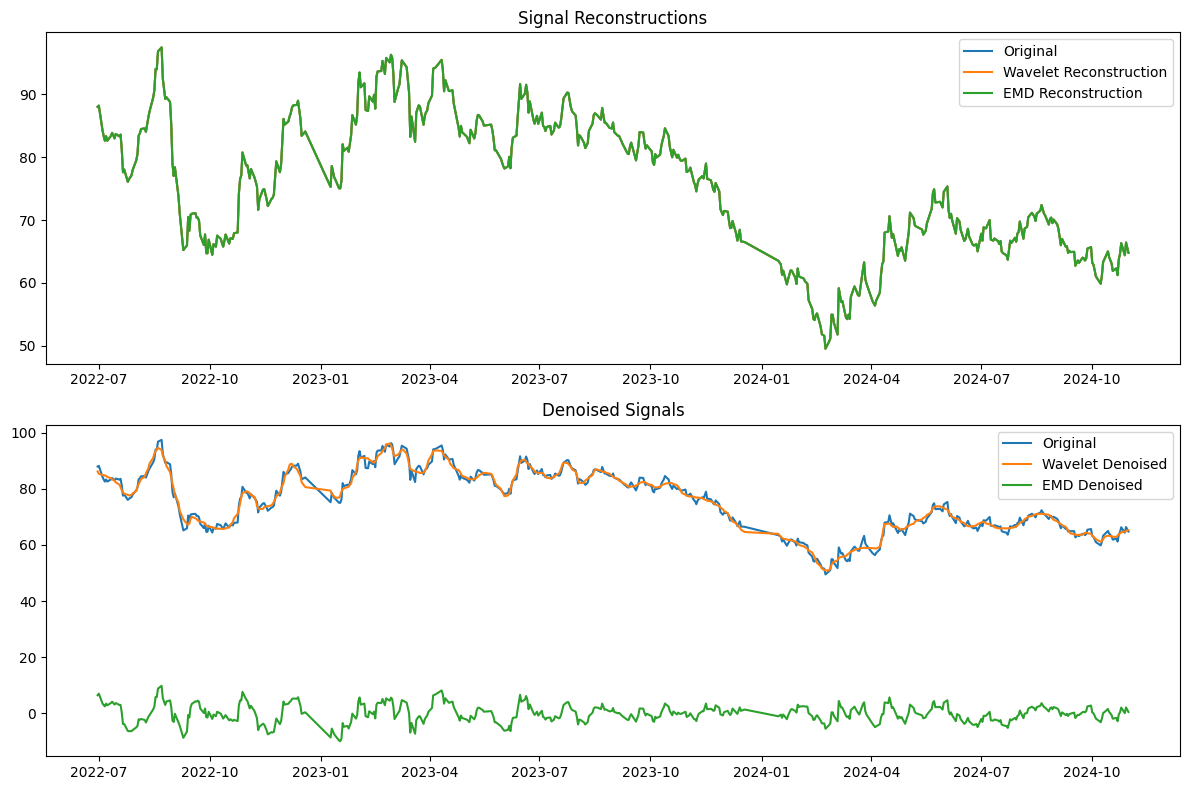 Signal Reconstructions
Original
Wavelet Reconstruction
EMD Reconstruction
90
80
70
60
50
2022-07 2022-10 2023-01 2023-04 2023-07 2023-10 2024-01 2024-04 2024-07 2024-10
Denoised Signals
Original
Wavelet Denoised
EMD Denoised
100
80
60
40
20
0
2022-07 2022-10 2023-01 2023-04 2023-07 2023-10 2024-01 2024-04 2024-07 2024-10